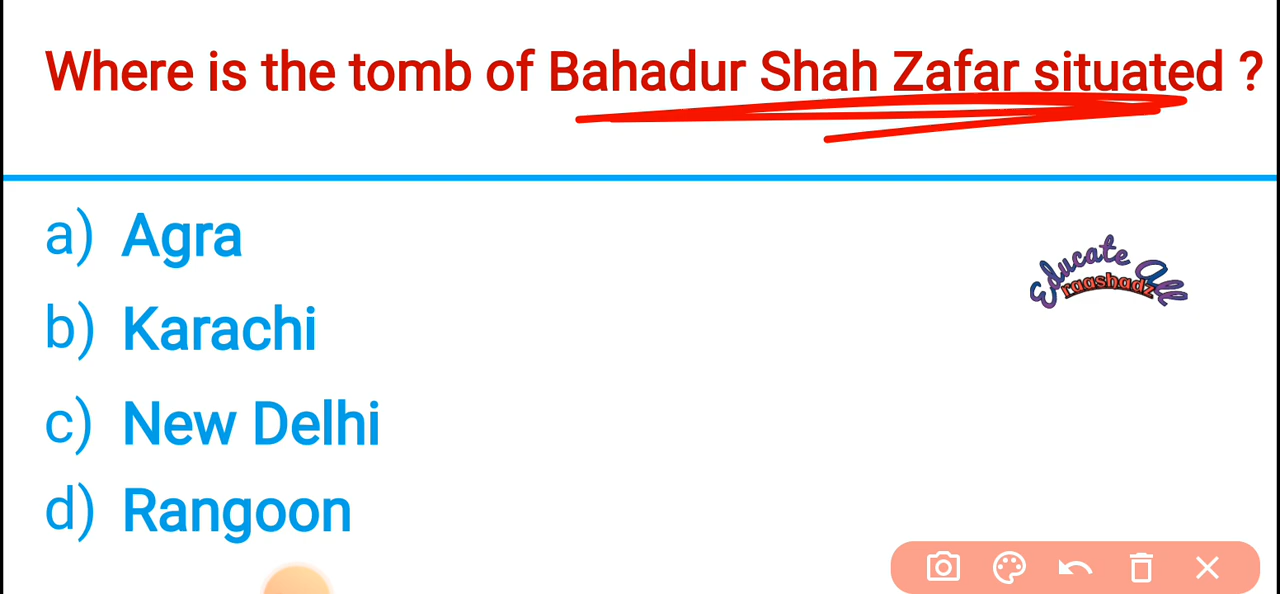 Where is the tomb of Bahadur Shah Zafar situated ?
a) Agra
Educate All
raashadz
b) Karachi
c) New Delhi
d) Rangoon